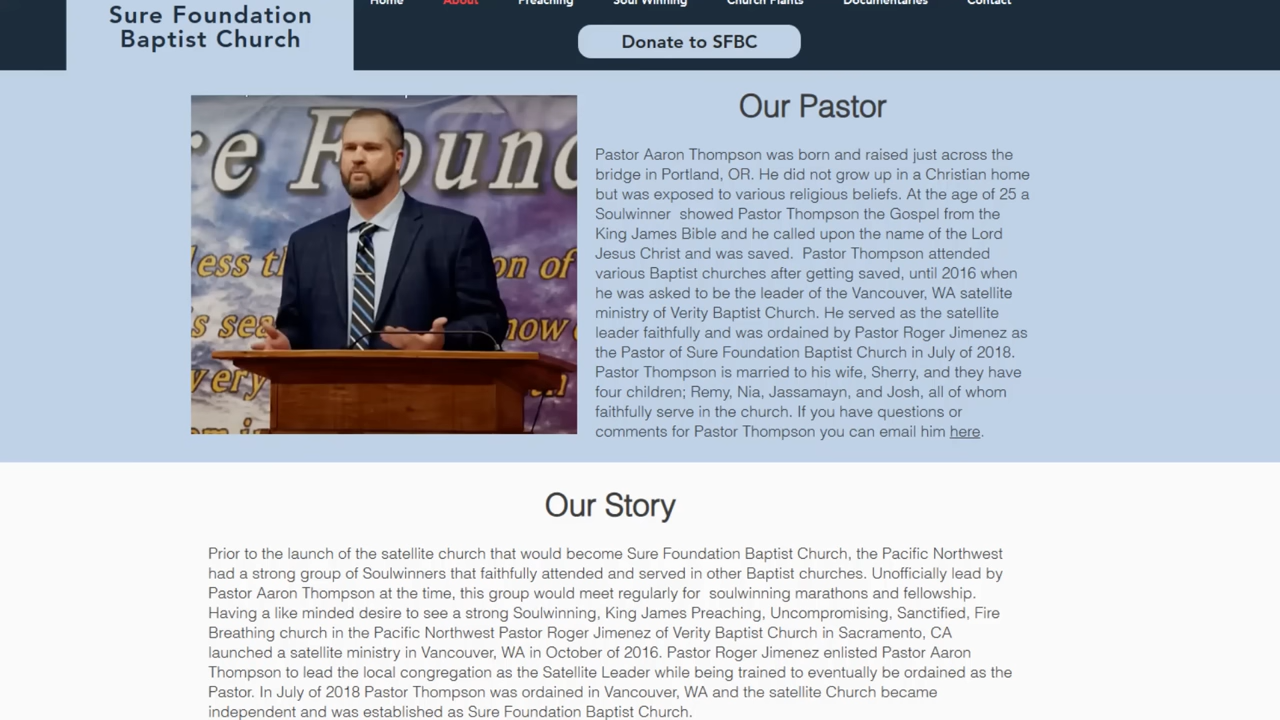 Sure Foundation
Baptist Church
Home About Preaching Soul Winning Church Plants Documentaries Contact
Donate to SFBC
Our Pastor
Pastor Aaron Thompson was born and raised just across the
bridge in Portland, OR. He did not grow up in a Christian home
but was exposed to various religious beliefs. At the age of 25 a
Soulwinner showed Pastor Thompson the Gospel from the
King James Bible and he called upon the name of the Lord
Jesus Christ and was saved. Pastor Thompson attended
various Baptist churches after getting saved, until 2016 when
he was asked to be the leader of the Vancouver, WA satellite
ministry of Verity Baptist Church. He served as the satellite
leader faithfully and was ordained by Pastor Roger Jimenez as
the Pastor of Sure Foundation Baptist Church in July of 2018.
Pastor Thompson is married to his wife, Sherry, and they have
four children; Remy, Nia, Jassamayn, and Josh, all of whom
faithfully serve in the church. If you have questions or
comments for Pastor Thompson you can email him here.
re Found
less th on of
s sea now
very
Our Story
Prior to the launch of the satellite church that would become Sure Foundation Baptist Church, the Pacific Northwest
had a strong group of Soulwinners that faithfully attended and served in other Baptist churches. Unofficially lead by
Pastor Aaron Thompson at the time, this group would meet regularly for soulwinning marathons and fellowship.
Having a like minded desire to see a strong Soulwinning, King James Preaching, Uncompromising, Sanctified, Fire
Breathing church in the Pacific Northwest Pastor Roger Jimenez of Verity Baptist Church in Sacramento, CA
launched a satellite ministry in Vancouver, WA in October of 2016. Pastor Roger Jimenez enlisted Pastor Aaron
Thompson to lead the local congregation as the Satellite Leader while being trained to eventually be ordained as the
Pastor. In July of 2018 Pastor Thompson was ordained in Vancouver, WA and the satellite Church became
independent and was established as Sure Foundation Baptist Church.